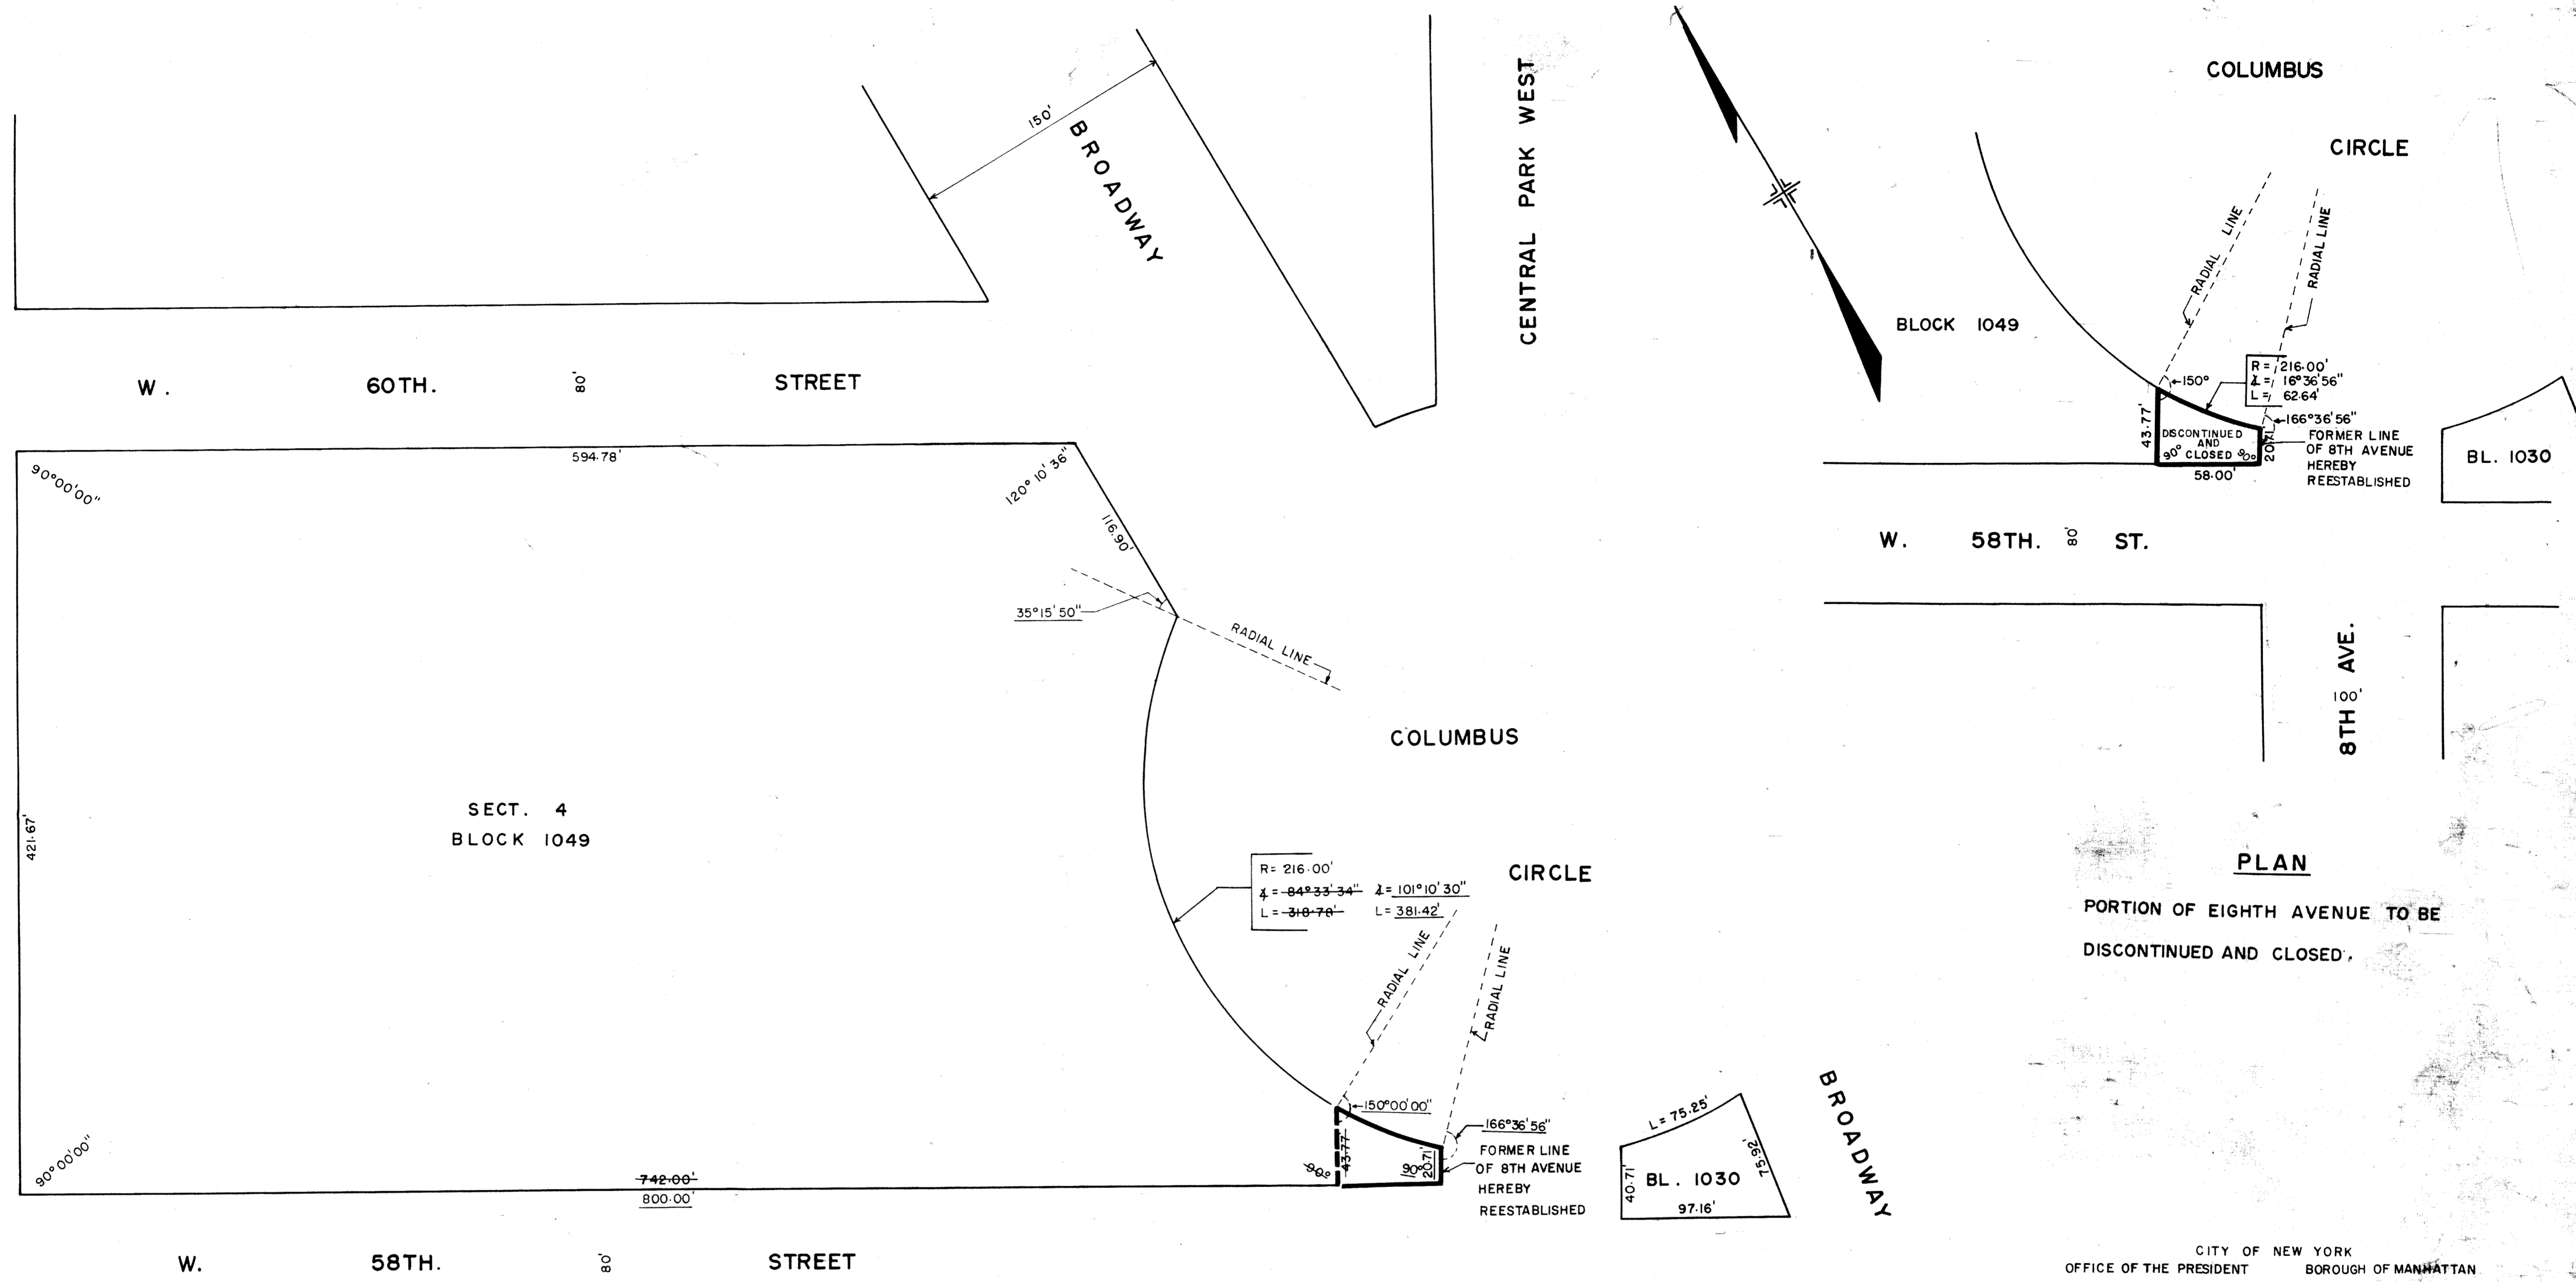 150'
BROADWAY
CENTRAL PARK WEST
W. 60TH. 80' STREET
594.78'
90°00'00"
120° 10' 36"
116.90'
35°15'50"
RADIAL LINE
COLUMBUS
CIRCLE
421.67'
SECT. 4
BLOCK 1049
R= 216.00'
∡= 84°33'34" ∡= 101°10'30"
L= 318.78' L= 381.42'
RADIAL LINE
RADIAL LINE
150°00'00"
166°36'56"
43.77'
90°
90°
20.71'
FORMER LINE
OF 8TH AVENUE
HEREBY
REESTABLISHED
90°00'00"
742.00'
800.00'
W. 58TH. 80' STREET
L= 75.25'
40.71'
BL. 1030
75.92'
97.16'
BROADWAY
COLUMBUS
CIRCLE
RADIAL LINE
RADIAL LINE
BLOCK 1049
R= 216.00'
∡= 16°36'56"
L= 62.64'
150°
166°36'56"
43.77'
DISCONTINUED
AND
CLOSED
90°
90°
20.71'
58.00'
FORMER LINE
OF 8TH AVENUE
HEREBY
REESTABLISHED
BL. 1030
W. 58TH. 80' ST.
8TH AVE.
100'
PLAN
PORTION OF EIGHTH AVENUE TO BE
DISCONTINUED AND CLOSED.
CITY OF NEW YORK
OFFICE OF THE PRESIDENT BOROUGH OF MANHATTAN